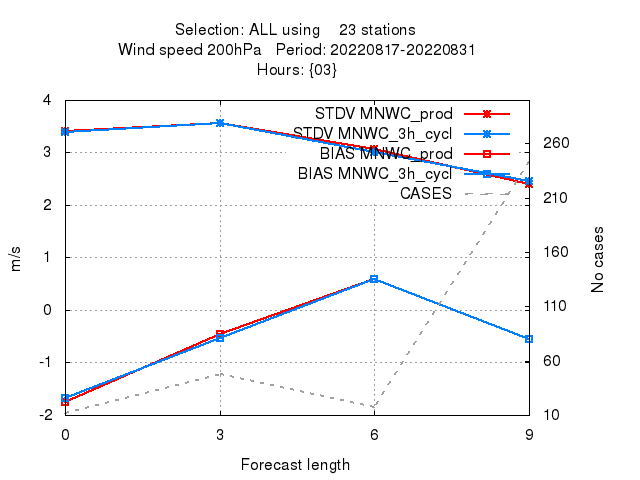 Selection: ALL using    23 stations
Wind speed 200hPa   Period: 20220817-20220831
Hours: {03}
STDV MNWC_prod
STDV MNWC_3h_cycl
BIAS MNWC_prod
BIAS MNWC_3h_cycl
CASES
4
3
2
1
0
-1
-2
m/s
260
210
160
110
60
10
No cases
0 3 6 9
Forecast length